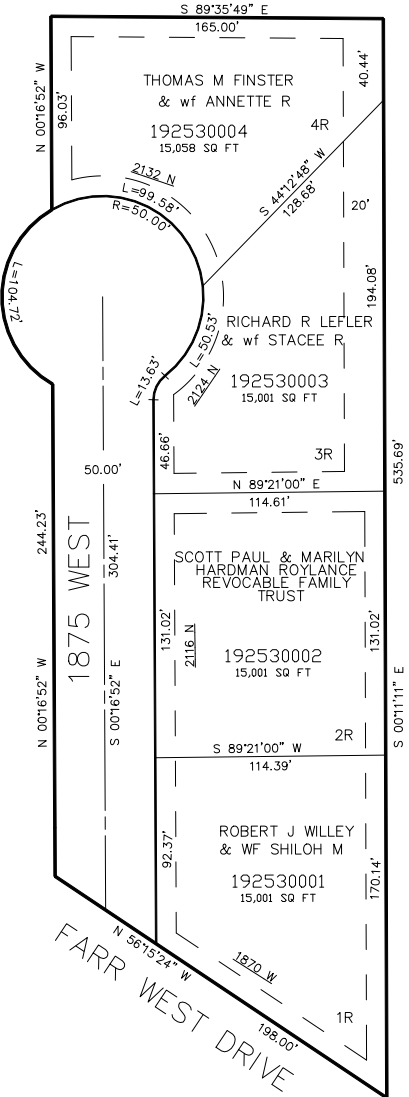 S 89°35'49" E
165.00'
N 00°16'52" W
96.03'
40.44'
THOMAS M FINSTER
& wf ANNETTE R
192530004
15,058 SQ FT
4R
2132 N
L=99.58'
R=50.00'
S 44°12'48" W
128.68'
20'
L=104.72'
194.08'
RICHARD R LEFLER
& wf STACEE R
L=50.53'
L=13.63'
2124 N
192530003
15,001 SQ FT
3R
46.66'
50.00'
N 89°21'00" E
114.61'
535.69'
244.23'
1875 WEST
304.41'
SCOTT PAUL & MARILYN
HARDMAN ROYLANCE
REVOCABLE FAMILY
TRUST
131.02'
2116 N
131.02'
192530002
15,001 SQ FT
2R
N 00°16'52" W
S 00°16'52" E
S 00°11'11" E
S 89°21'00" W
114.39'
92.37'
ROBERT J WILLEY
& WF SHILOH M
192530001
15,001 SQ FT
170.14'
1870 W
1R
N 56°15'24" W
198.00'
FARR WEST DRIVE